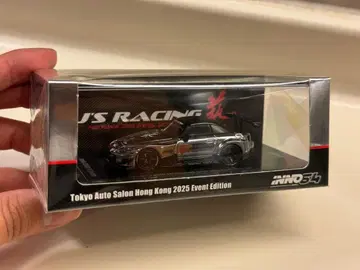 J'S RACING
Tokyo Auto Salon Hong Kong 2025 Event Edition
INNO64